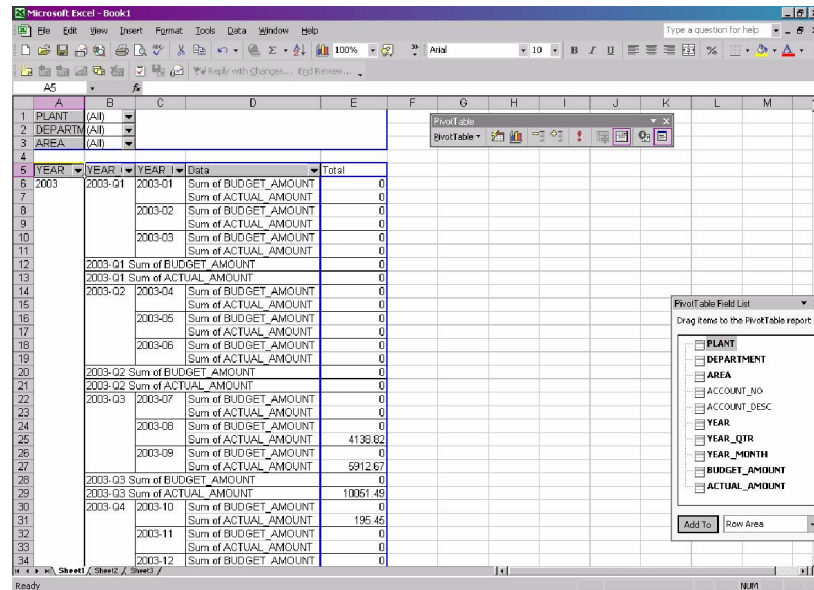 Microsoft Excel - Book1
File Edit View Insert Format Tools Data Window Help
Type a question for help
100% Arial 10 B I U %
Reply with Changes... End Review...
A5 fx
A B C D E F G H I J K L M
1 PLANT (All)
2 DEPARTM (All)
3 AREA (All)
4
5 YEAR YEAR YEAR Data Total
6 2003 2003-Q1 2003-01 Sum of BUDGET_AMOUNT 0
7 Sum of ACTUAL_AMOUNT 0
8 2003-02 Sum of BUDGET_AMOUNT 0
9 Sum of ACTUAL_AMOUNT 0
10 2003-03 Sum of BUDGET_AMOUNT 0
11 Sum of ACTUAL_AMOUNT 0
12 2003-Q1 Sum of BUDGET_AMOUNT 0
13 2003-Q1 Sum of ACTUAL_AMOUNT 0
14 2003-Q2 2003-04 Sum of BUDGET_AMOUNT 0
15 Sum of ACTUAL_AMOUNT 0
16 2003-05 Sum of BUDGET_AMOUNT 0
17 Sum of ACTUAL_AMOUNT 0
18 2003-06 Sum of BUDGET_AMOUNT 0
19 Sum of ACTUAL_AMOUNT 0
20 2003-Q2 Sum of BUDGET_AMOUNT 0
21 2003-Q2 Sum of ACTUAL_AMOUNT 0
22 2003-Q3 2003-07 Sum of BUDGET_AMOUNT 0
23 Sum of ACTUAL_AMOUNT 0
24 2003-08 Sum of BUDGET_AMOUNT 0
25 Sum of ACTUAL_AMOUNT 4138.82
26 2003-09 Sum of BUDGET_AMOUNT 0
27 Sum of ACTUAL_AMOUNT 5912.67
28 2003-Q3 Sum of BUDGET_AMOUNT 0
29 2003-Q3 Sum of ACTUAL_AMOUNT 10051.49
30 2003-Q4 2003-10 Sum of BUDGET_AMOUNT 0
31 Sum of ACTUAL_AMOUNT 195.45
32 2003-11 Sum of BUDGET_AMOUNT 0
33 Sum of ACTUAL_AMOUNT 0
34 2003-12 Sum of BUDGET_AMOUNT 0
PivotTable
PivotTable
PivotTable Field List
Drag items to the PivotTable report
PLANT
DEPARTMENT
AREA
ACCOUNT_NO
ACCOUNT_DESC
YEAR
YEAR_QTR
YEAR_MONTH
BUDGET_AMOUNT
ACTUAL_AMOUNT
Add To Row Area
Sheet1 Sheet2 Sheet3
Ready NUM